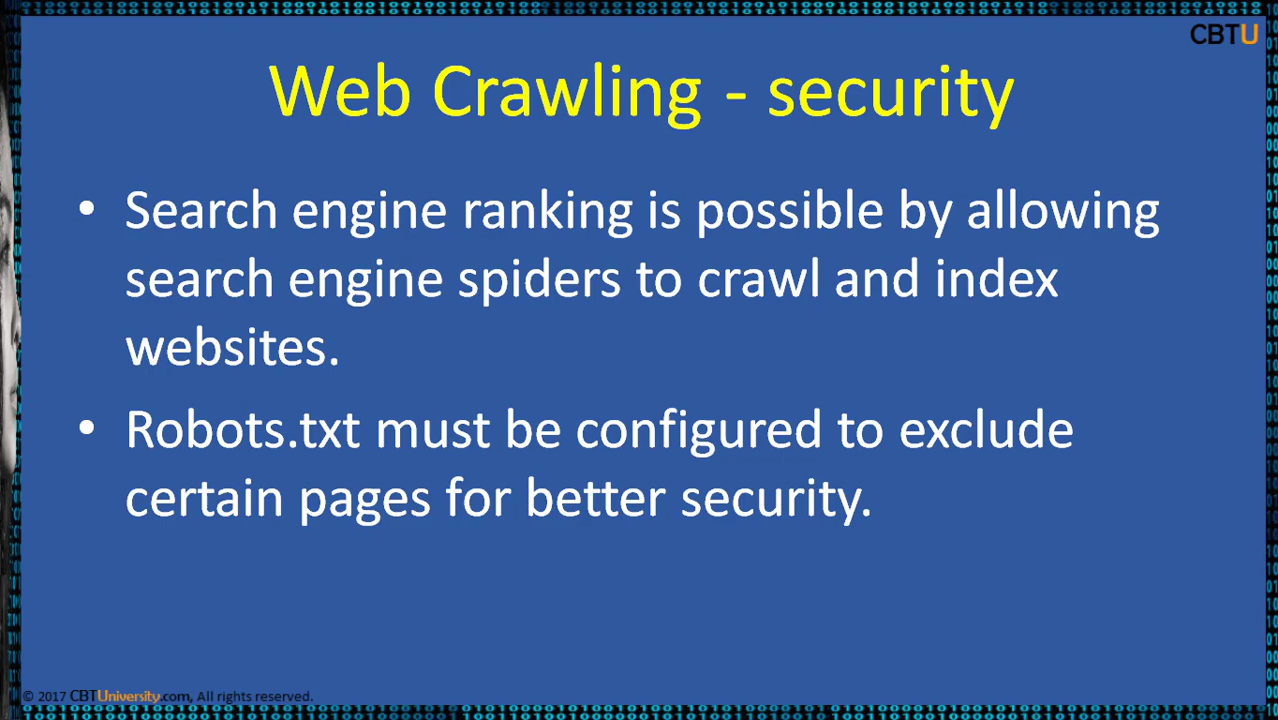 CBTU
Web Crawling - security
• Search engine ranking is possible by allowing
search engine spiders to crawl and index
websites.
• Robots.txt must be configured to exclude
certain pages for better security.
© 2017 CBTUniversity.com, All rights reserved.